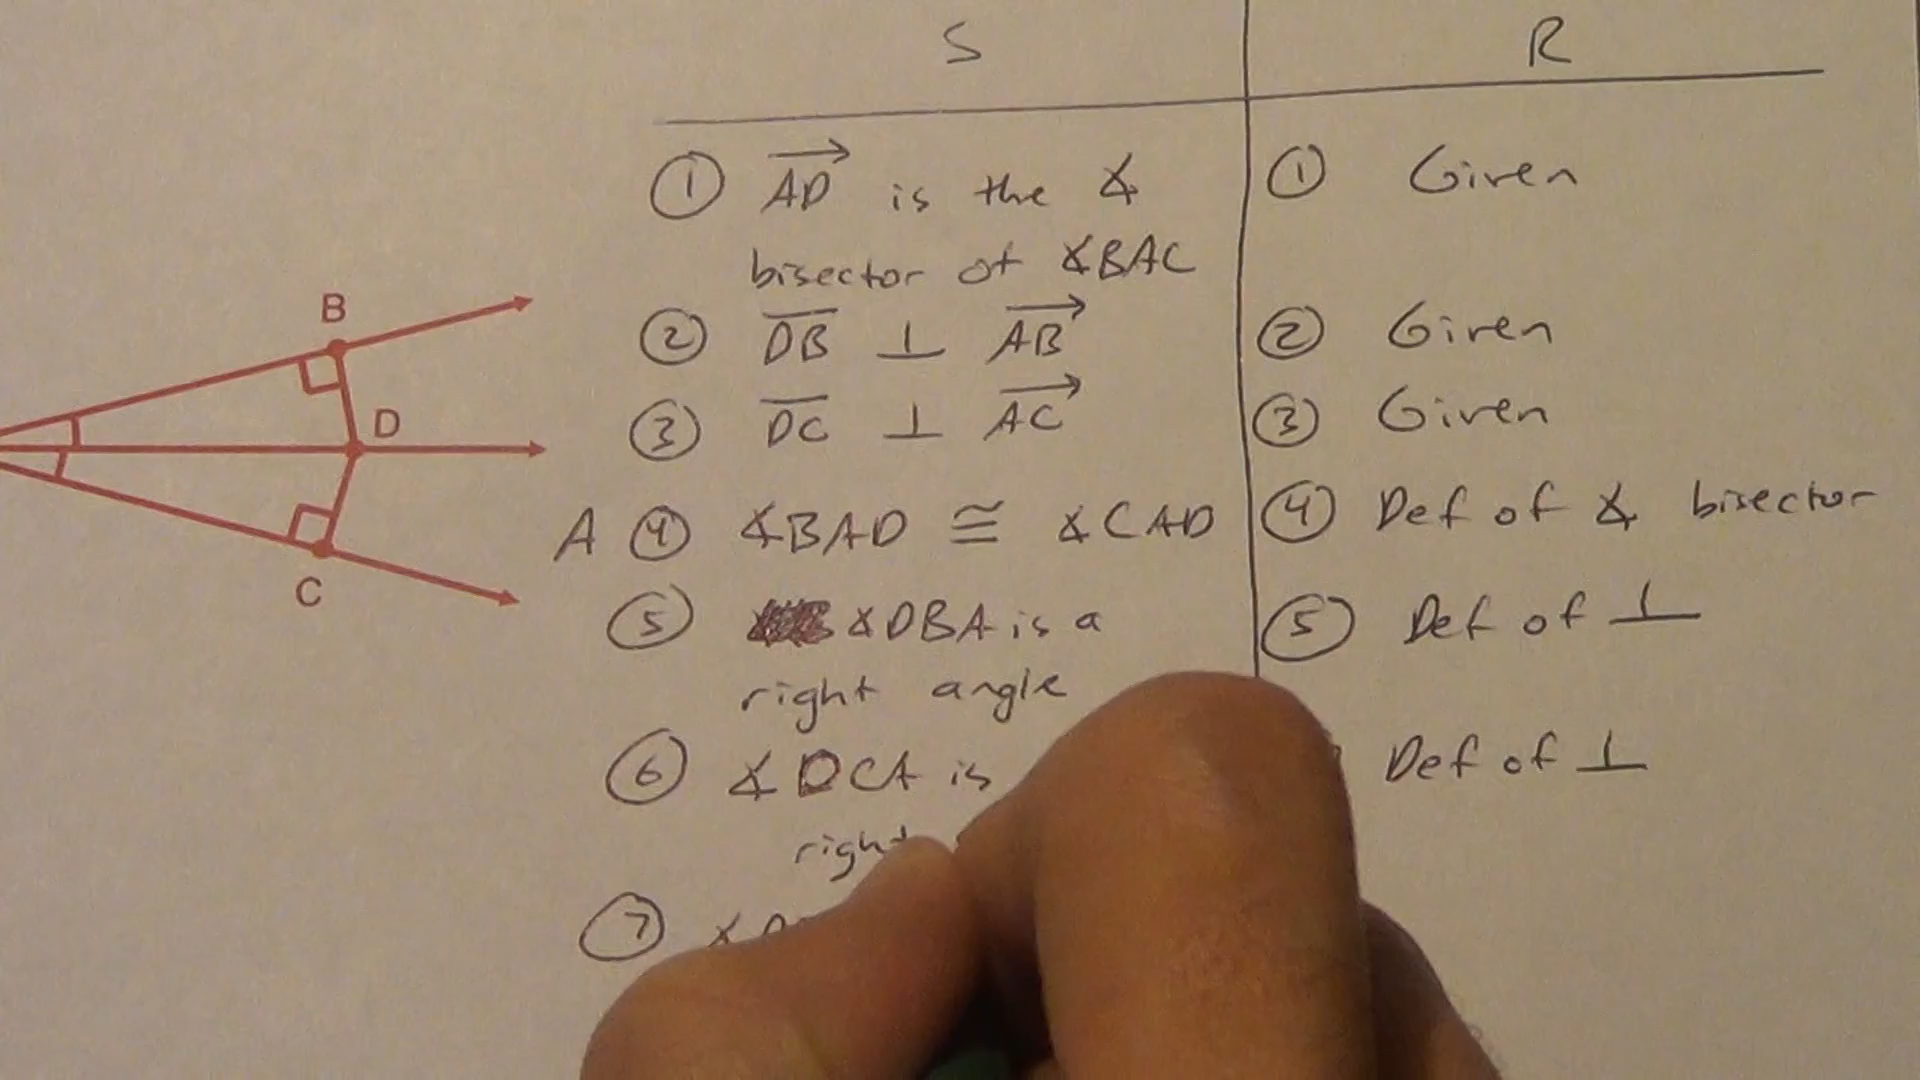 S R
① →AD is the ∡ ① Given
bisector of ∡BAC
B
② D̅B̅ ⊥ →AB ② Given
③ D̅C̅ ⊥ →AC ③ Given
D
A ④ ∡BAD ≅ ∡CAD ④ Def of ∡ bisector
C
⑤ ∡DBA is a ⑤ Def of ⊥
right angle
⑥ ∡DCA is Def of ⊥
right
⑦ ∡